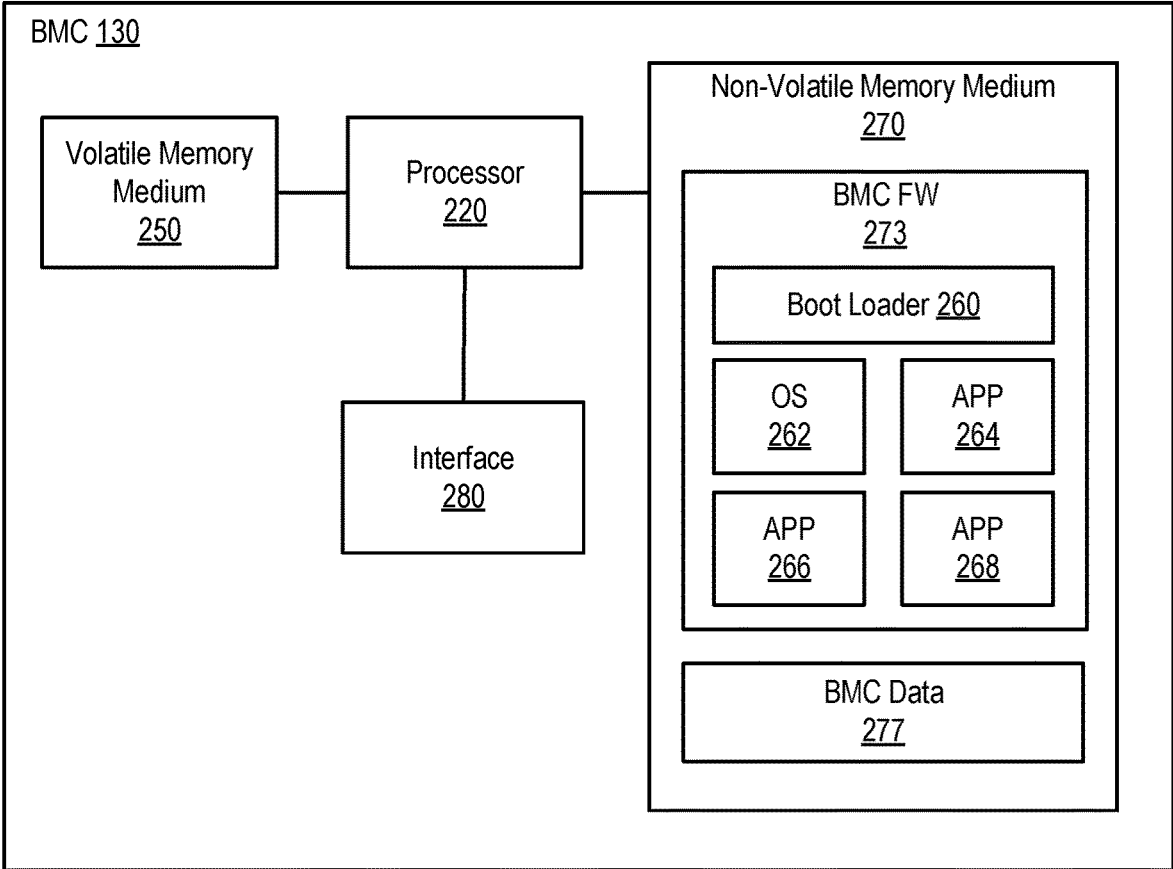 BMC 130
Volatile Memory
Medium
250
Processor
220
Interface
280
Non-Volatile Memory Medium
270
BMC FW
273
Boot Loader 260
OS
262
APP
264
APP
266
APP
268
BMC Data
277